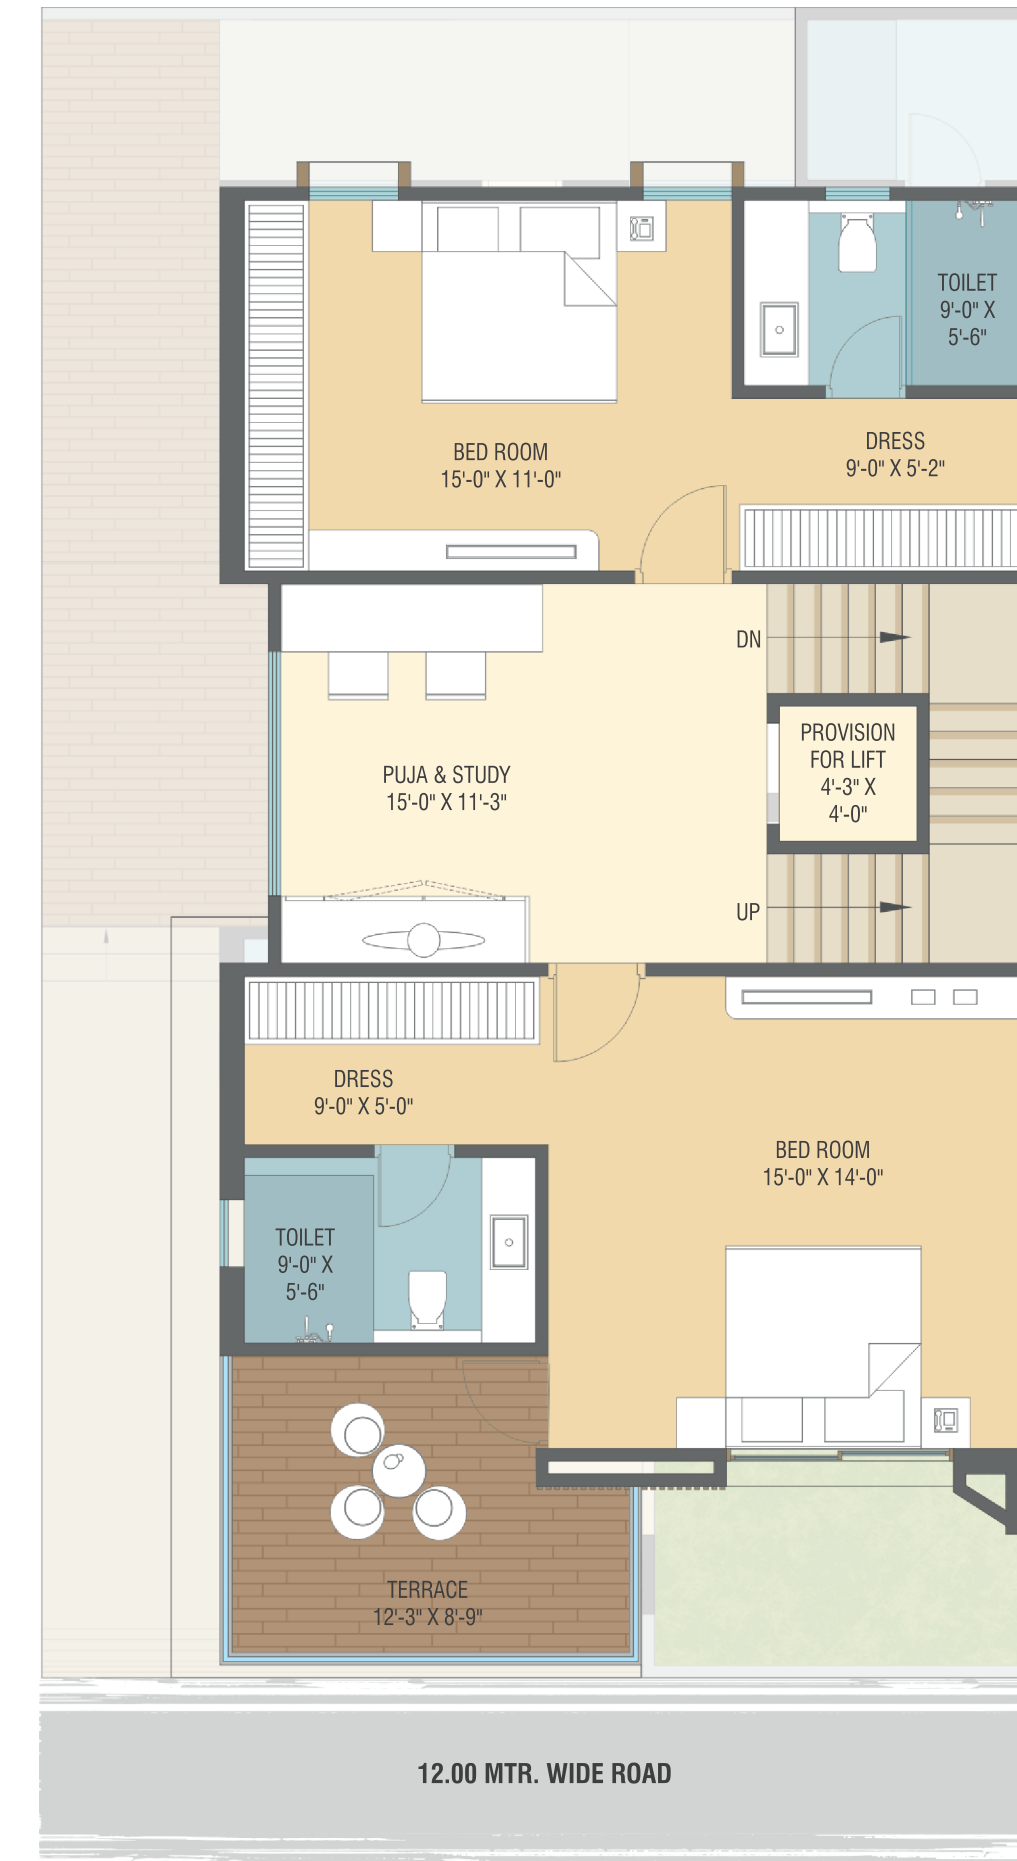 TOILET
9'-0" X
5'-6"
BED ROOM
15'-0" X 11'-0"
DRESS
9'-0" X 5'-2"
DN
PROVISION
FOR LIFT
4'-3" X
4'-0"
PUJA & STUDY
15'-0" X 11'-3"
UP
DRESS
9'-0" X 5'-0"
BED ROOM
15'-0" X 14'-0"
TOILET
9'-0" X
5'-6"
TERRACE
12'-3" X 8'-9"
12.00 MTR. WIDE ROAD